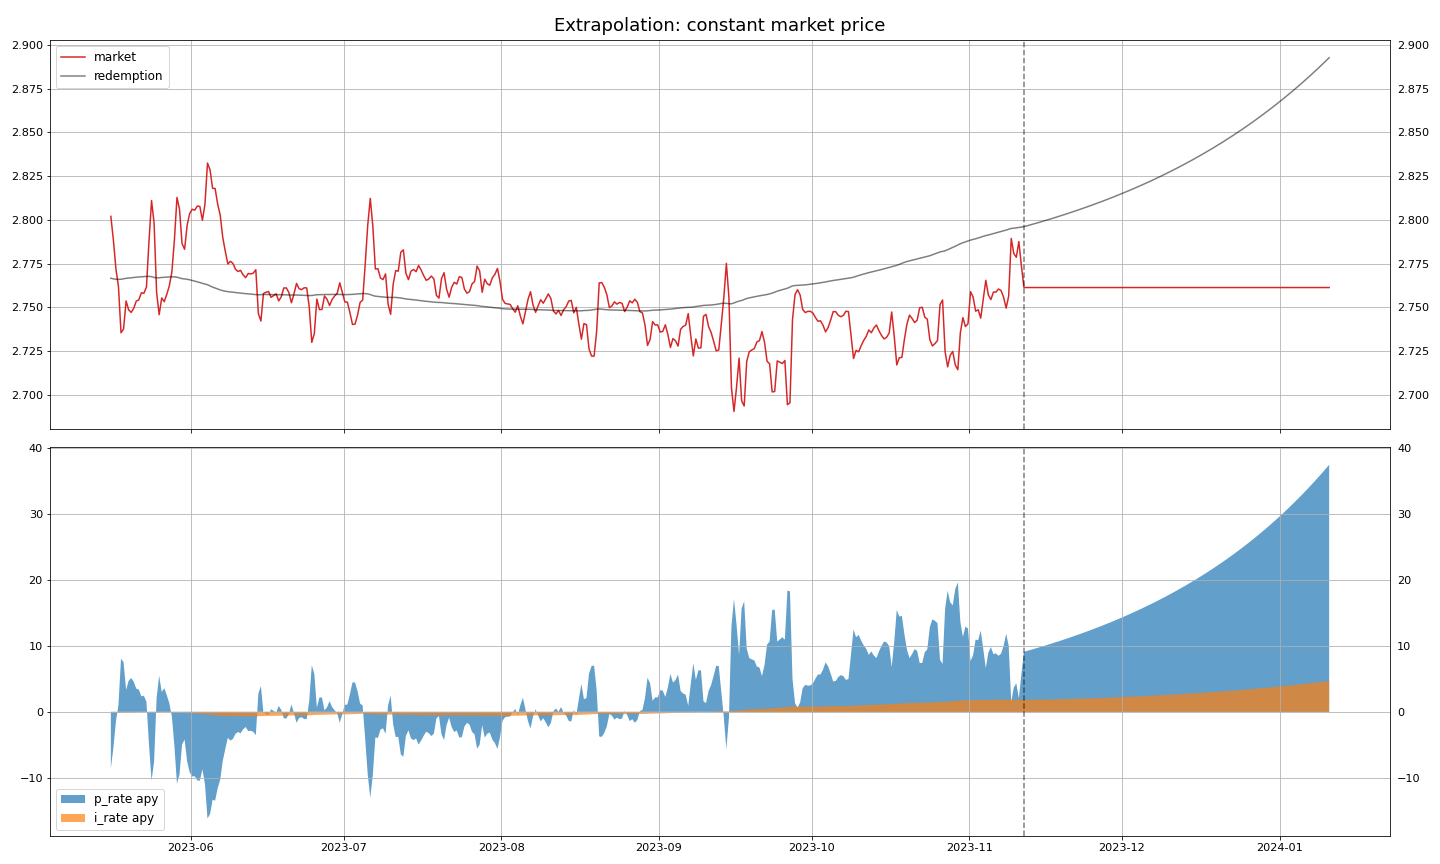 Extrapolation: constant market price
2.900 2.900
market
redemption
2.875 2.875
2.850 2.850
2.825 2.825
2.800 2.800
2.775 2.775
2.750 2.750
2.725 2.725
2.700 2.700
40 40
30 30
20 20
10 10
0 0
−10 −10
p_rate apy
i_rate apy
2023-06 2023-07 2023-08 2023-09 2023-10 2023-11 2023-12 2024-01